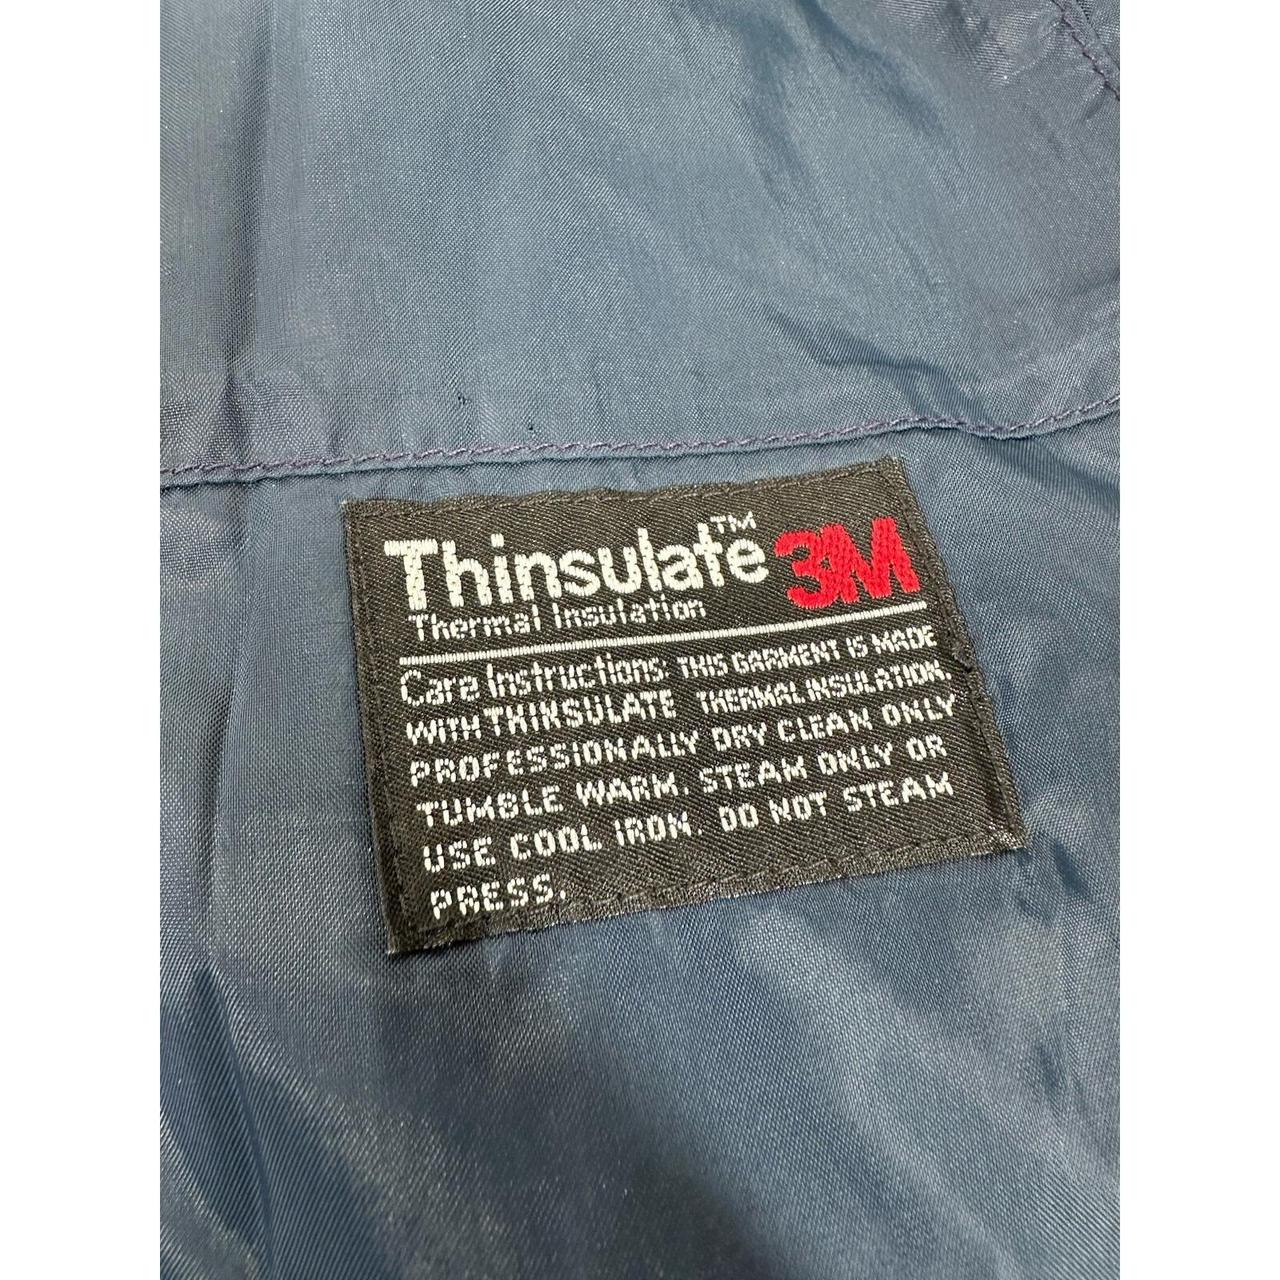 Thinsulate™ 3M
Thermal Insulation
Care Instructions THIS GARMENT IS MADE
WITH THINSULATE THERMAL INSULATION.
PROFESSIONALLY DRY CLEAN ONLY
TUMBLE WARM. STEAM ONLY OR
USE COOL IRON. DO NOT STEAM
PRESS.